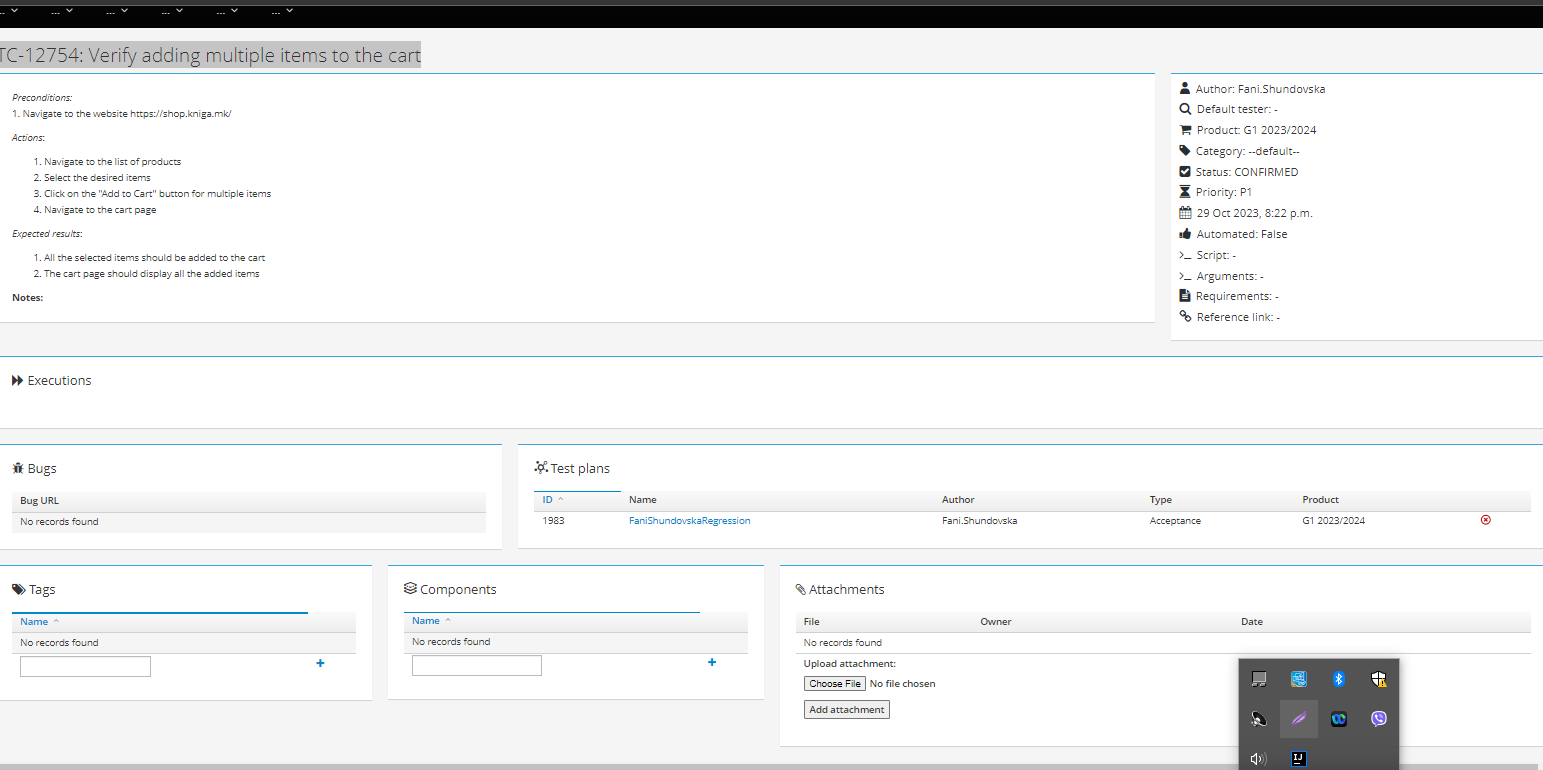 ... ... ... ... ... ...
TC-12754: Verify adding multiple items to the cart
Preconditions:
1. Navigate to the website https://shop.kniga.mk/
Actions:
1. Navigate to the list of products
2. Select the desired items
3. Click on the "Add to Cart" button for multiple items
4. Navigate to the cart page
Expected results:
1. All the selected items should be added to the cart
2. The cart page should display all the added items
Notes:
Author: Fani.Shundovska
Default tester: -
Product: G1 2023/2024
Category: --default--
Status: CONFIRMED
Priority: P1
29 Oct 2023, 8:22 p.m.
Automated: False
Script: -
Arguments: -
Requirements: -
Reference link: -
Executions
Bugs
Bug URL
No records found
Test plans
ID Name Author Type Product
1983 FaniShundovskaRegression Fani.Shundovska Acceptance G1 2023/2024
Tags
Name
No records found
Components
Name
No records found
Attachments
File Owner Date
No records found
Upload attachment:
Choose File No file chosen
Add attachment
IJ